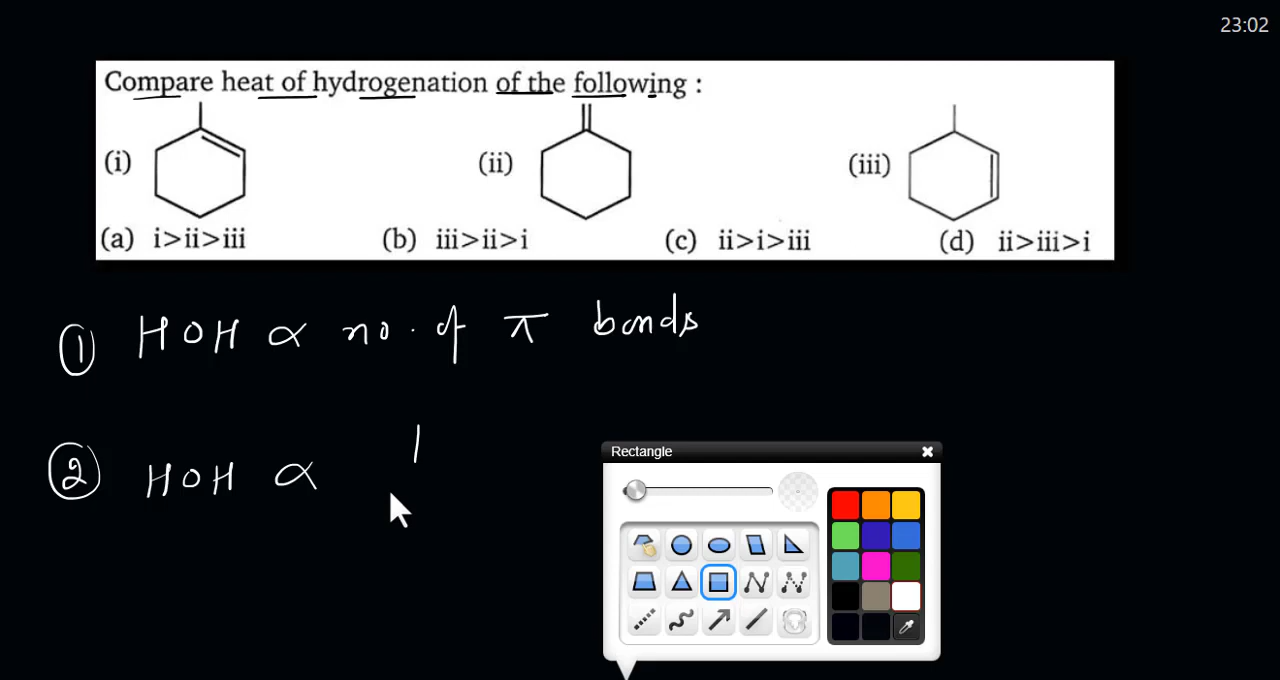 23:02
Compare heat of hydrogenation of the following :
(i) (ii) (iii)
(a) i>ii>iii (b) iii>ii>i (c) ii>i>iii (d) ii>iii>i
① HOH ∝ no. of π bonds
② HOH ∝ 1
Rectangle